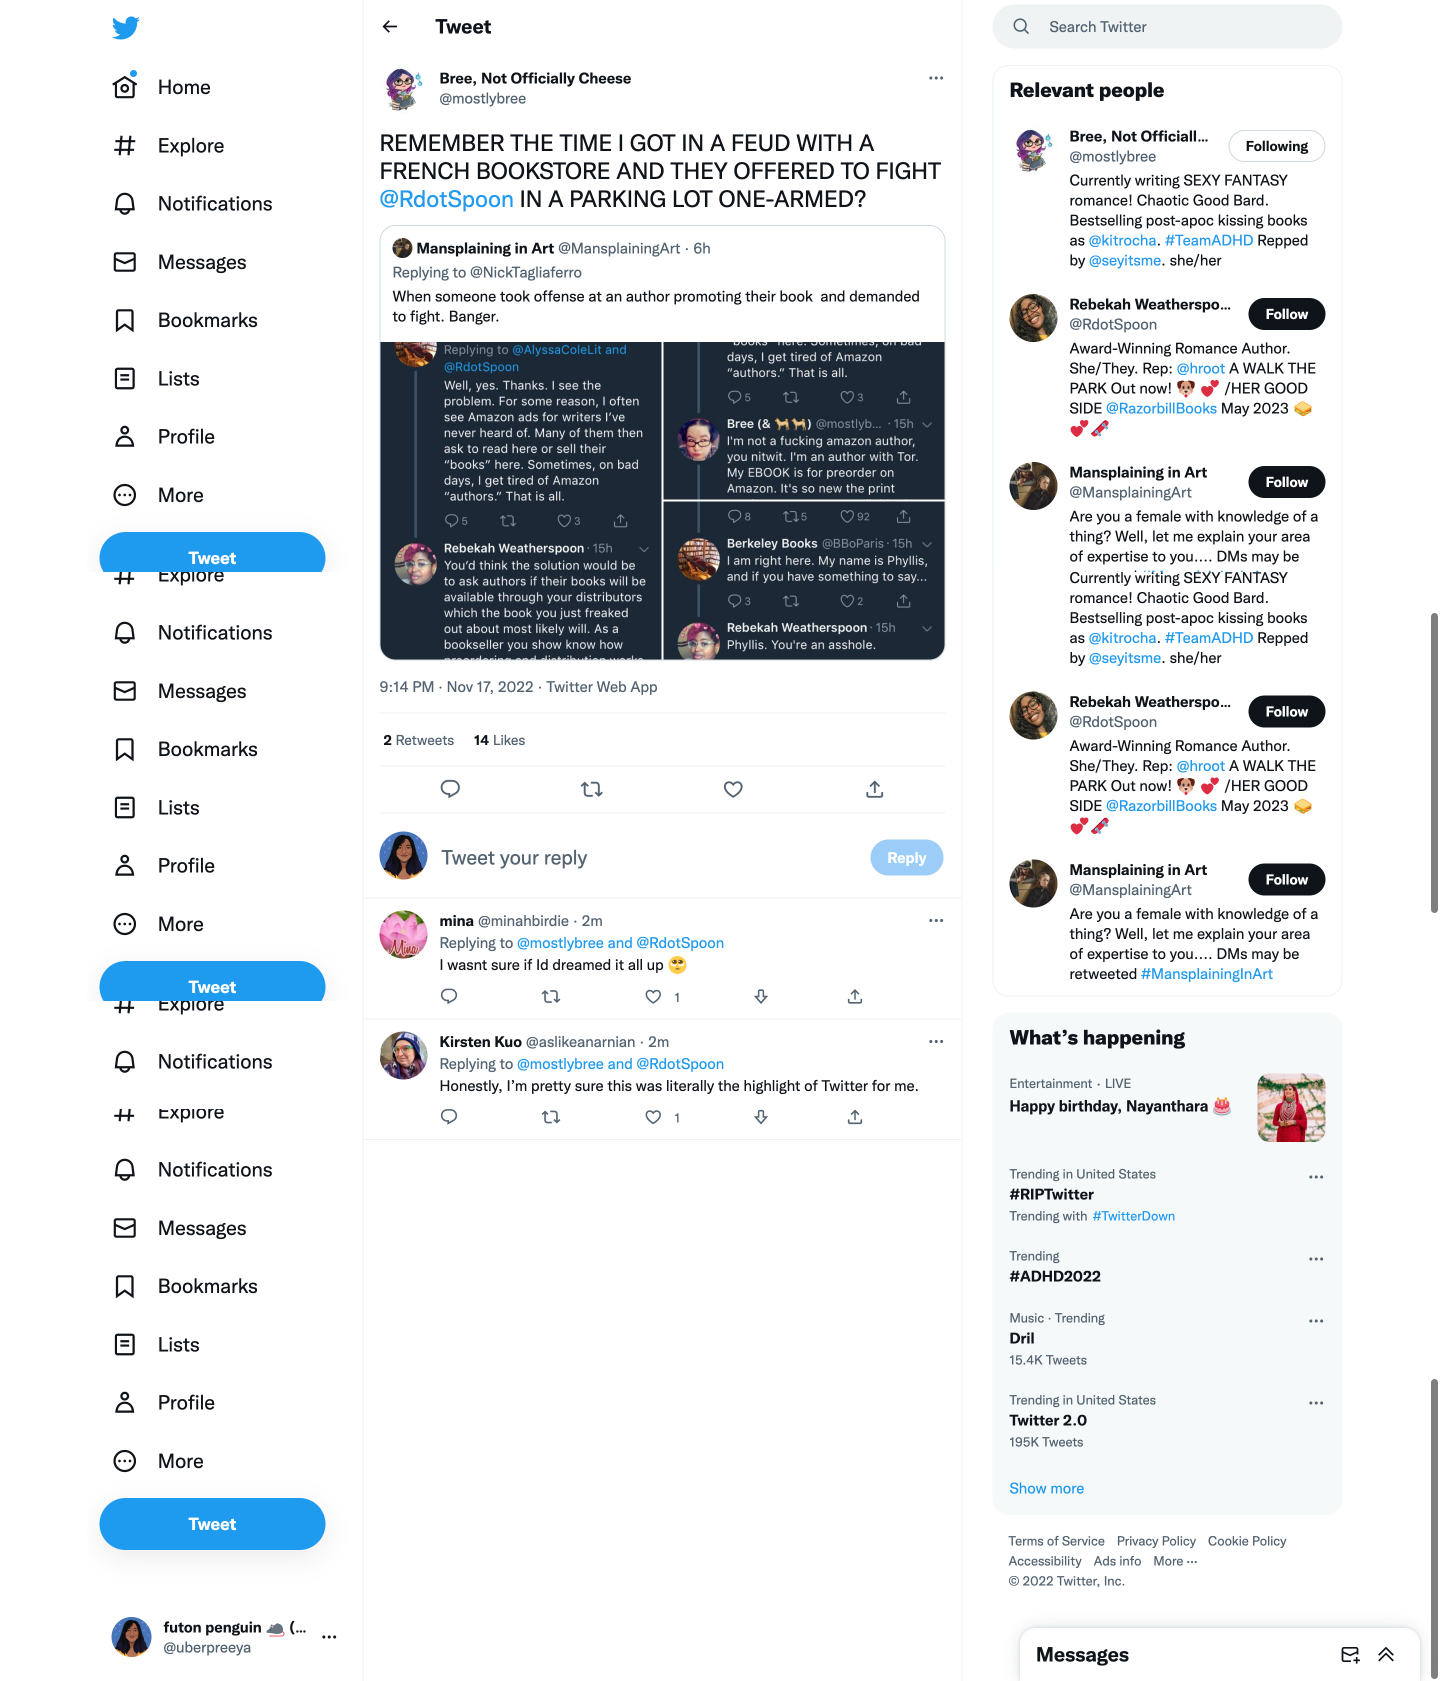 Home
Explore
Notifications
Messages
Bookmarks
Lists
Profile
More
Tweet
Explore
Notifications
Messages
Bookmarks
Lists
Profile
More
Tweet
Explore
Notifications
Explore
Notifications
Messages
Bookmarks
Lists
Profile
More
Tweet
futon penguin (...
@uberpreeya
Tweet
Bree, Not Officially Cheese
@mostlybree
REMEMBER THE TIME I GOT IN A FEUD WITH A
FRENCH BOOKSTORE AND THEY OFFERED TO FIGHT
@RdotSpoon IN A PARKING LOT ONE-ARMED?
Mansplaining in Art @MansplainingArt · 6h
Replying to @NickTagliaferro
When someone took offense at an author promoting their book and demanded
to fight. Banger.
Replying to @AlyssaColeLit and
@RdotSpoon
Well, yes. Thanks. I see the
problem. For some reason, I often
see Amazon ads for writers I've
never heard of. Many of them then
ask to read here or sell their
"books" here. Sometimes, on bad
days, I get tired of Amazon
"authors." That is all.
5 3
Rebekah Weatherspoon · 15h
You'd think the solution would be
to ask authors if their books will be
available through your distributors
which the book you just freaked
out about most likely will. As a
bookseller you show know how
preordering and distribution works
"books" here. Sometimes, on bad
days, I get tired of Amazon
"authors." That is all.
5 3
Bree (& ) @mostlyb... · 15h
I'm not a fucking amazon author,
you nitwit. I'm an author with Tor.
My EBOOK is for preorder on
Amazon. It's so new the print
8 5 92
Berkeley Books @BBoParis · 15h
I am right here. My name is Phyllis,
and if you have something to say...
3 2
Rebekah Weatherspoon · 15h
Phyllis. You're an asshole.
9:14 PM · Nov 17, 2022 · Twitter Web App
2 Retweets 14 Likes
Tweet your reply
Reply
mina @minahbirdie · 2m
Mina
Replying to @mostlybree and @RdotSpoon
I wasnt sure if Id dreamed it all up 🥺
1
Kirsten Kuo @aslikeanarnian · 2m
Replying to @mostlybree and @RdotSpoon
Honestly, I'm pretty sure this was literally the highlight of Twitter for me.
1
Search Twitter
Relevant people
Bree, Not Officiall...
@mostlybree
Following
Currently writing SEXY FANTASY
romance! Chaotic Good Bard.
Bestselling post-apoc kissing books
as @kitrocha. #TeamADHD Repped
by @seyitsme. she/her
Rebekah Weatherspo...
@RdotSpoon
Follow
Award-Winning Romance Author.
She/They. Rep: @hroot A WALK THE
PARK Out now! 🐶 💕 /HER GOOD
SIDE @RazorbillBooks May 2023 🥪
💕🛹
Mansplaining in Art
@MansplainingArt
Follow
Are you a female with knowledge of a
thing? Well, let me explain your area
of expertise to you.... DMs may be
Currently writing SEXY FANTASY
romance! Chaotic Good Bard.
Bestselling post-apoc kissing books
as @kitrocha. #TeamADHD Repped
by @seyitsme. she/her
Rebekah Weatherspo...
@RdotSpoon
Follow
Award-Winning Romance Author.
She/They. Rep: @hroot A WALK THE
PARK Out now! 🐶 💕 /HER GOOD
SIDE @RazorbillBooks May 2023 🥪
💕🛹
Mansplaining in Art
@MansplainingArt
Follow
Are you a female with knowledge of a
thing? Well, let me explain your area
of expertise to you.... DMs may be
retweeted #MansplainingInArt
What's happening
Entertainment · LIVE
Happy birthday, Nayanthara 🎂
Trending in United States
#RIPTwitter
Trending with #TwitterDown
Trending
#ADHD2022
Music · Trending
Dril
15.4K Tweets
Trending in United States
Twitter 2.0
195K Tweets
Show more
Terms of Service Privacy Policy Cookie Policy
Accessibility Ads info More ...
© 2022 Twitter, Inc.
Messages